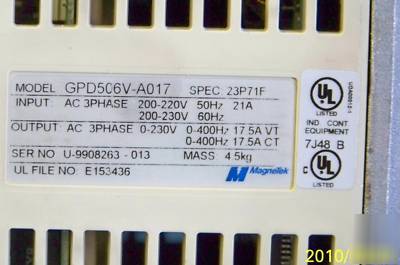 MODEL GPD506V-A017 SPEC 23P71F
INPUT AC 3PHASE 200-220V 50Hz 21A
200-230V 60Hz
OUTPUT AC 3PHASE 0-230V 0-400Hz 17.5A VT
0-400Hz 17.5A CT
SER NO U-9908263-013 MASS 4.5kg
UL FILE NO E153436
MagneTek
UL
LISTED
IND CONT
EQUIPMENT
7J48 B
C UL
LISTED
2010/